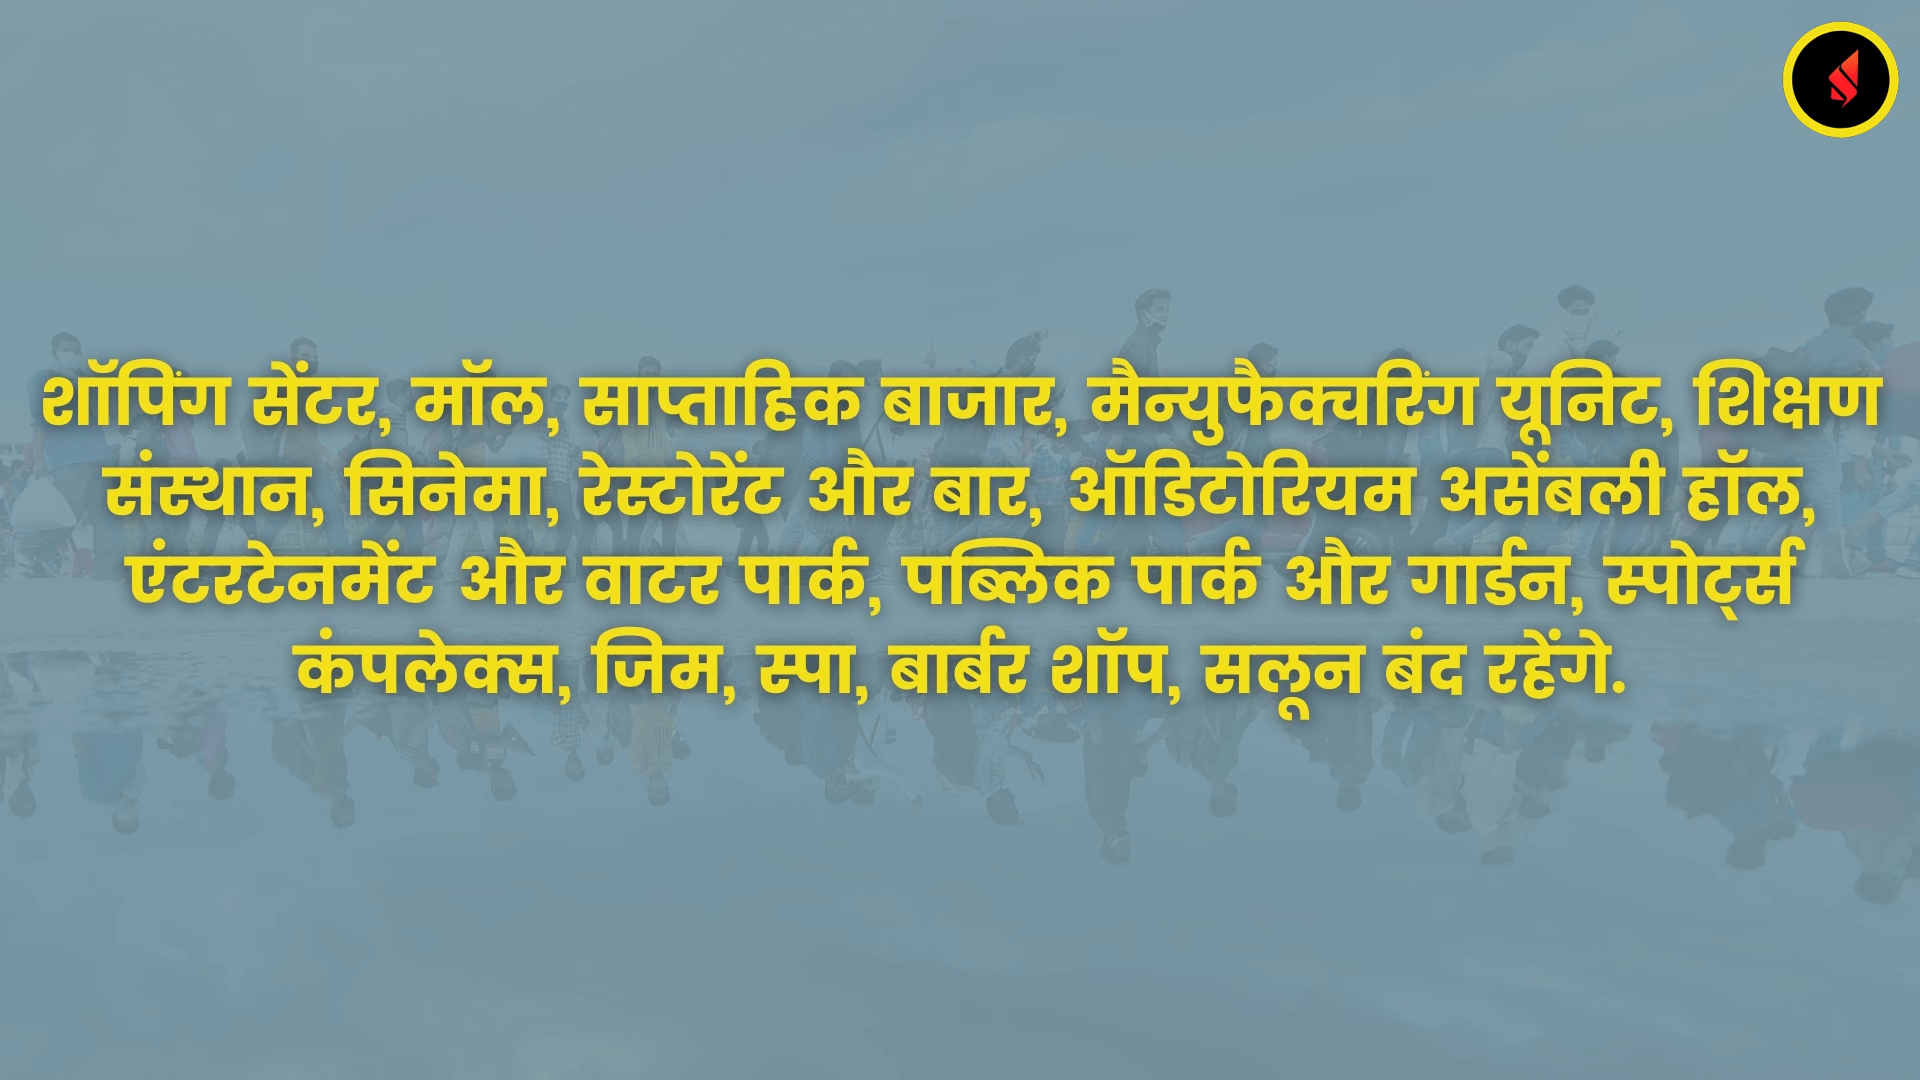 शॉपिंग सेंटर, मॉल, साप्ताहिक बाजार, मैन्युफैक्चरिंग यूनिट, शिक्षण
संस्थान, सिनेमा, रेस्टोरेंट और बार, ऑडिटोरियम असेंबली हॉल,
एंटरटेनमेंट और वाटर पार्क, पब्लिक पार्क और गार्डन, स्पोर्ट्स
कंपलेक्स, जिम, स्पा, बार्बर शॉप, सलून बंद रहेंगे.